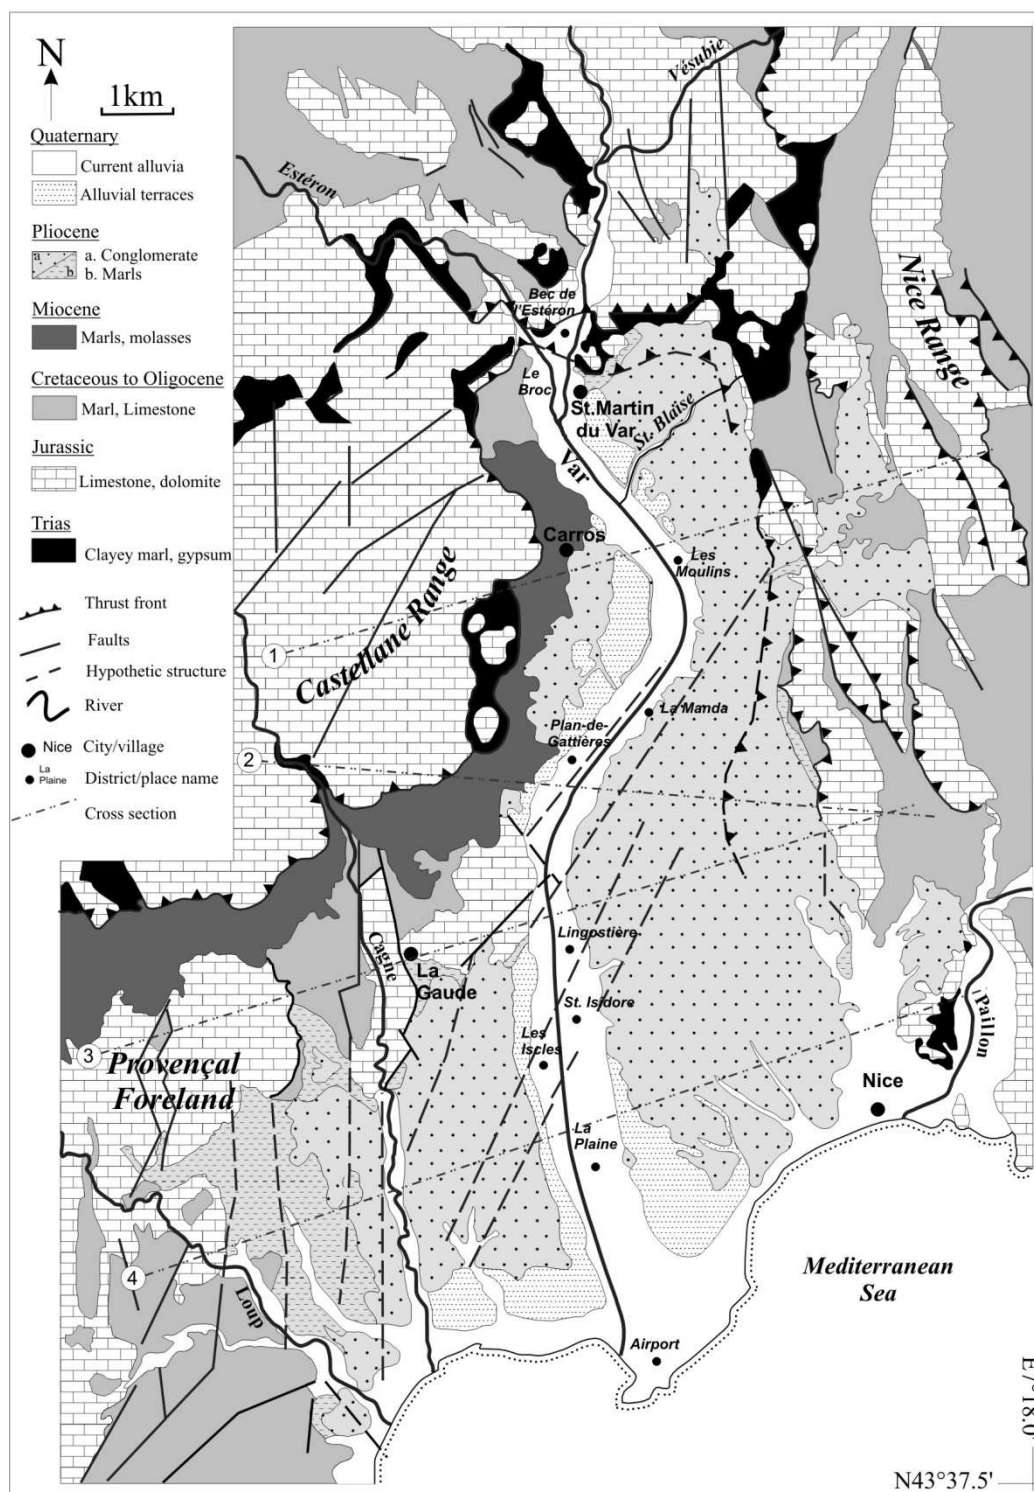 N
1km
Quaternary
Current alluvia
Alluvial terraces
Pliocene
a
b
a. Conglomerate
b. Marls
Miocene
Marls, molasses
Cretaceous to Oligocene
Marl, Limestone
Jurassic
Limestone, dolomite
Trias
Clayey marl, gypsum
Thrust front
Faults
Hypothetic structure
River
Nice
City/village
La
Plaine
District/place name
Cross section
Vésubie
Estéron
Nice Range
Bec de
l'Estéron
Le
Broc
St.Martin
du Var
St. Blaise
Var
Carros
Les
Moulins
Castellane Range
1
La Manda
Plan-de-
Gattières
2
Cagne
La
Gaude
Lingostière
St. Isidore
Les
Iscles
3
Provençal
Foreland
Paillon
Nice
La
Plaine
4
Loup
Mediterranean
Sea
Airport
E7°18.0'
N43°37.5'